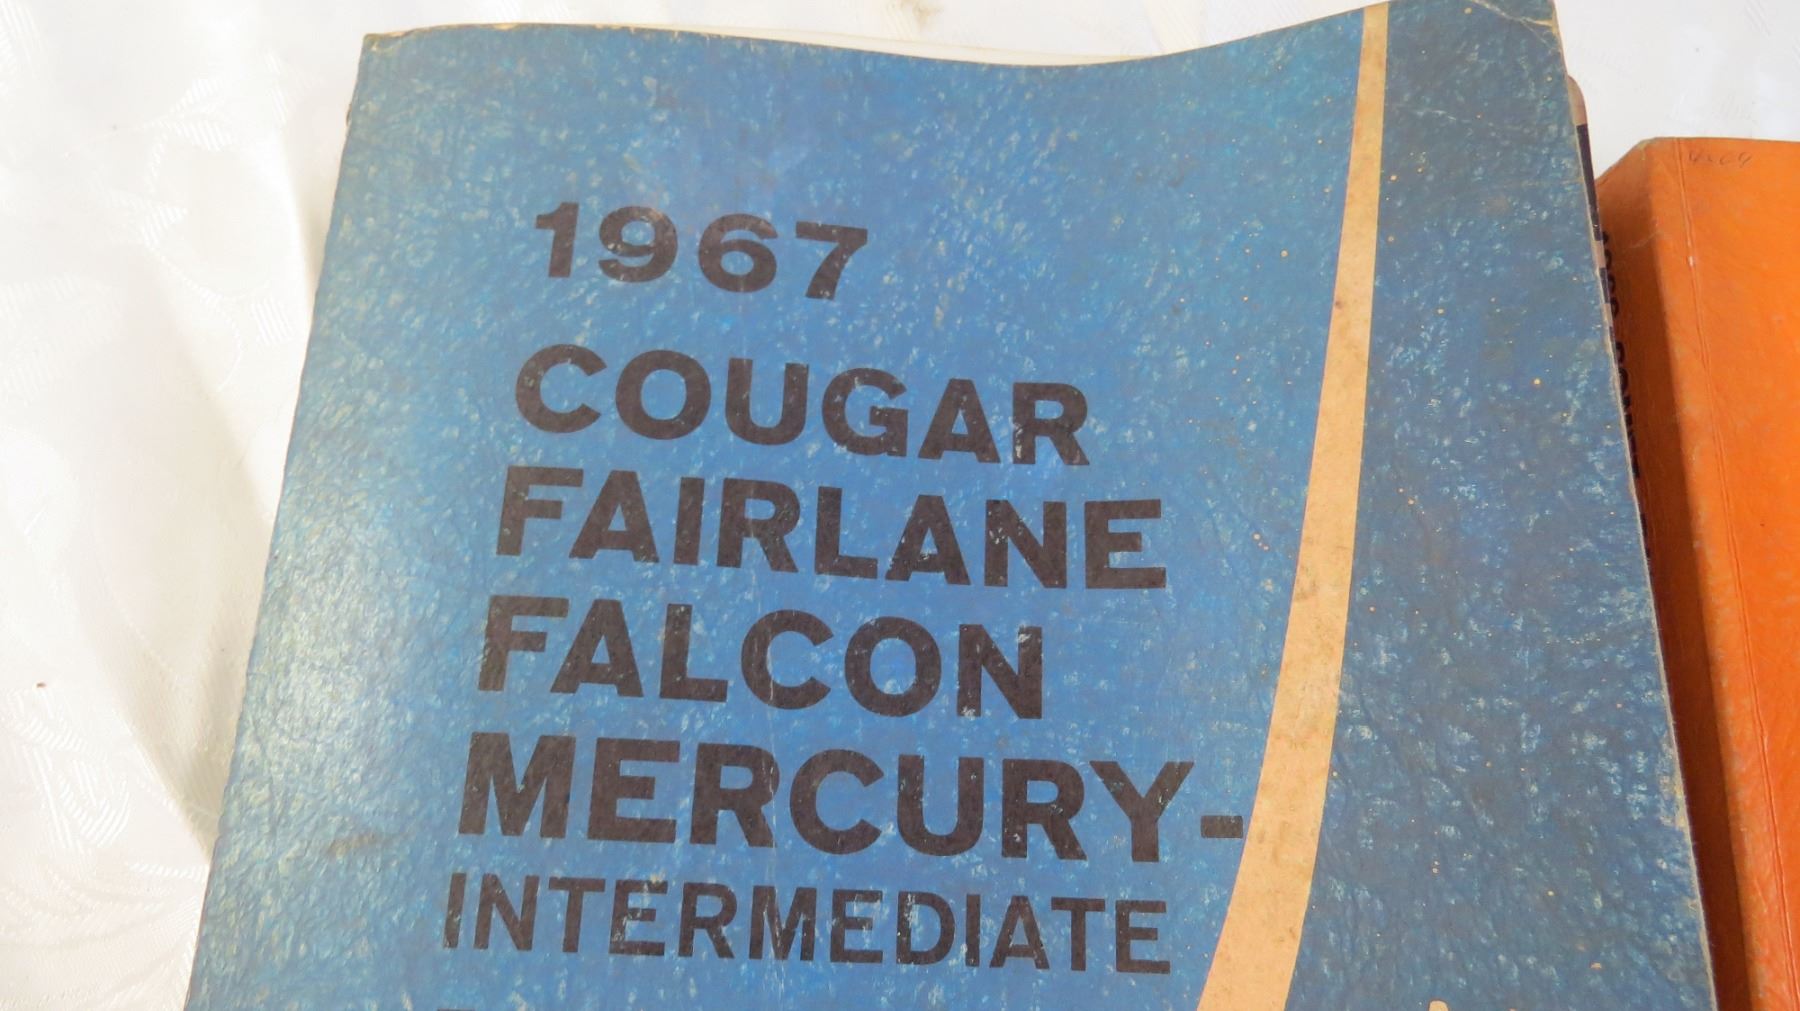 1967
COUGAR
FAIRLANE
FALCON
MERCURY-
INTERMEDIATE